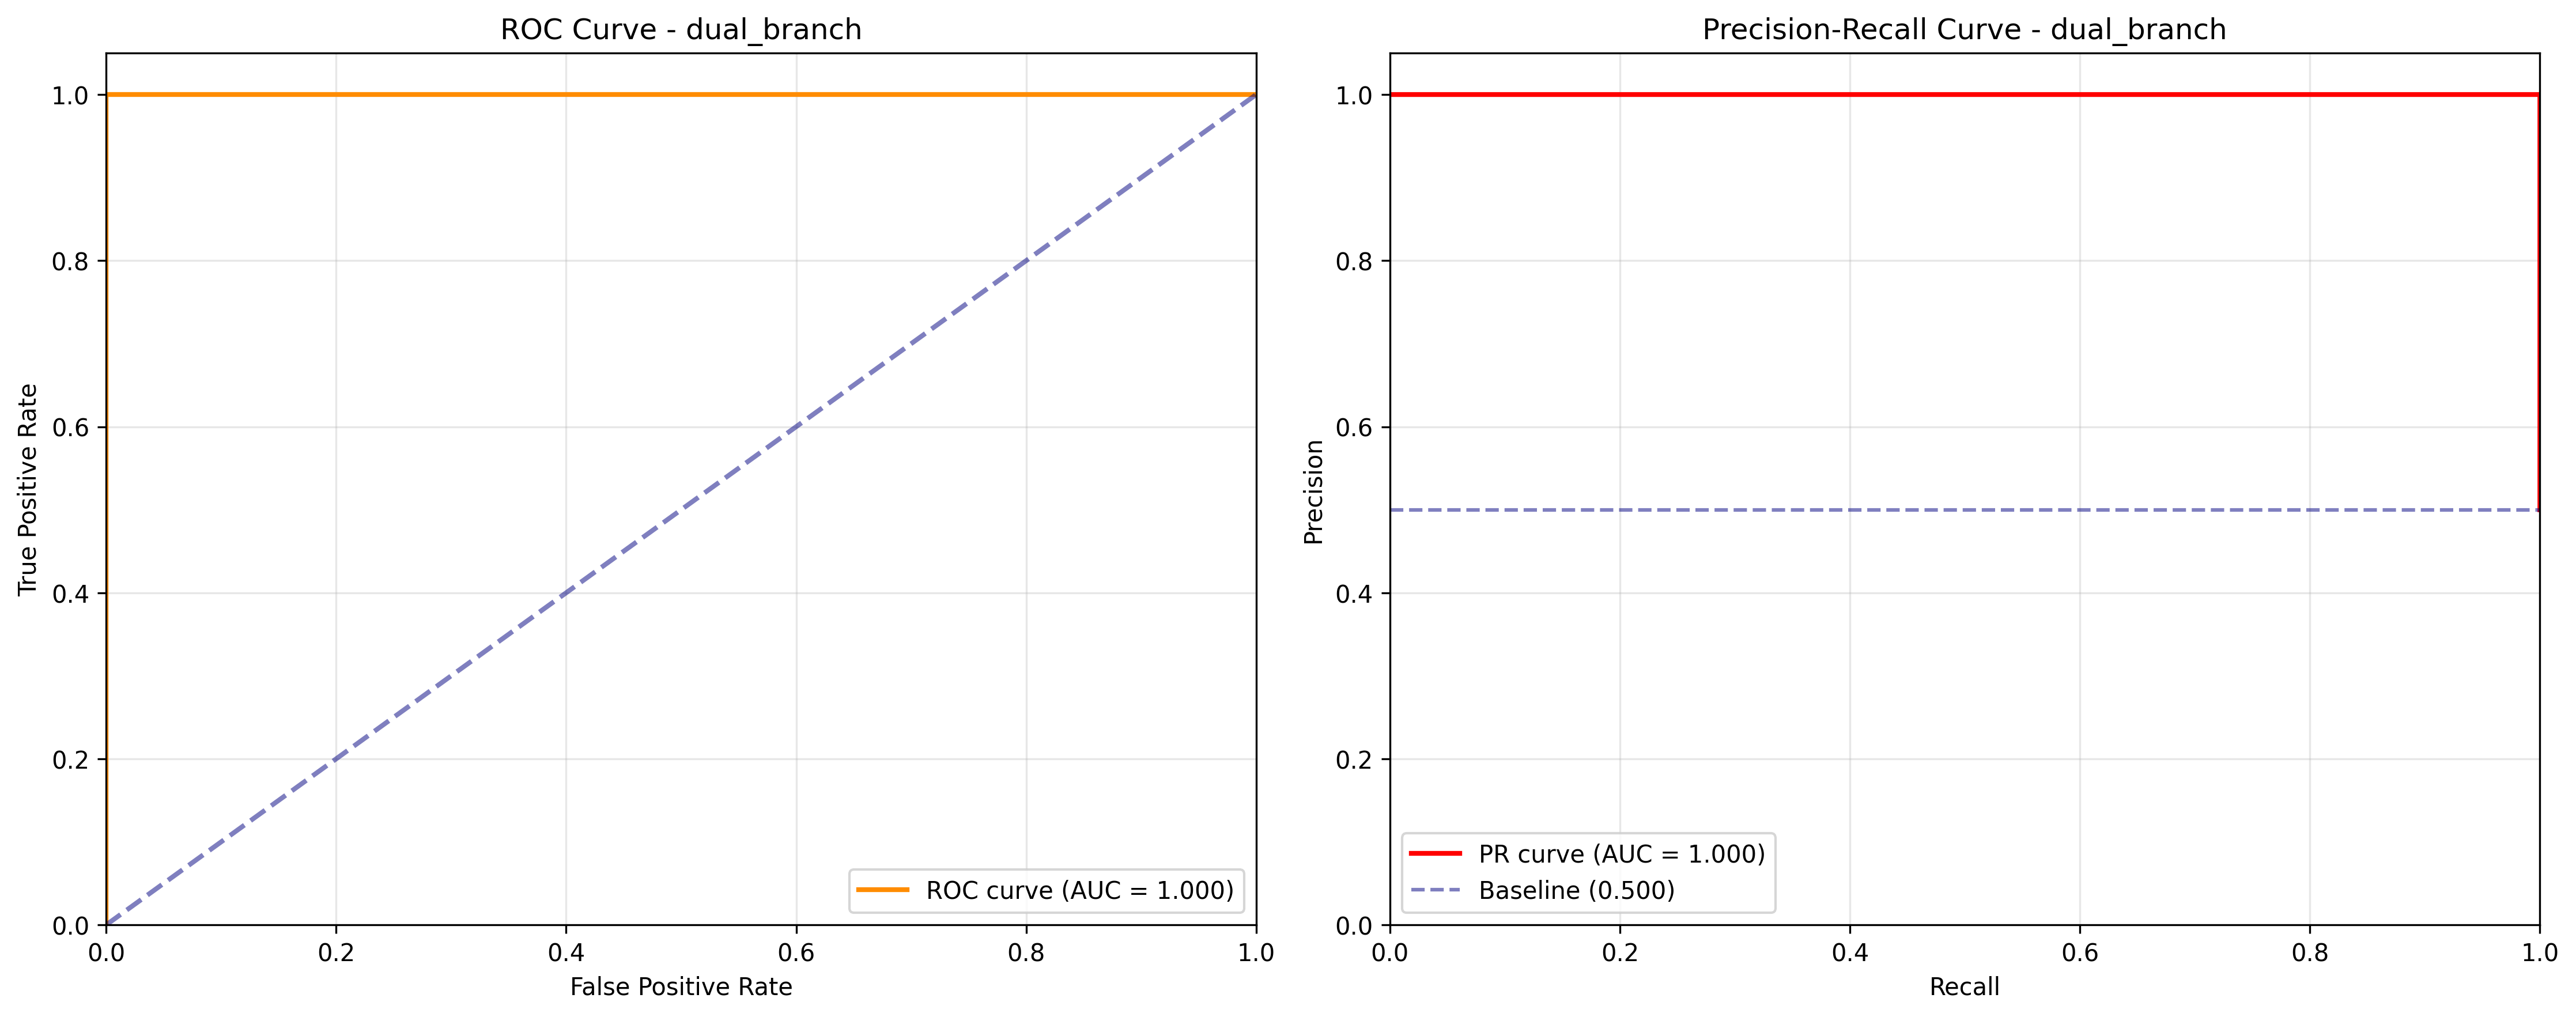 ROC Curve - dual_branch
1.0
0.8
0.6
0.4
0.2
0.0
True Positive Rate
0.0 0.2 0.4 0.6 0.8 1.0
False Positive Rate
ROC curve (AUC = 1.000)
Precision-Recall Curve - dual_branch
1.0
0.8
0.6
0.4
0.2
0.0
Precision
0.0 0.2 0.4 0.6 0.8 1.0
Recall
PR curve (AUC = 1.000)
Baseline (0.500)